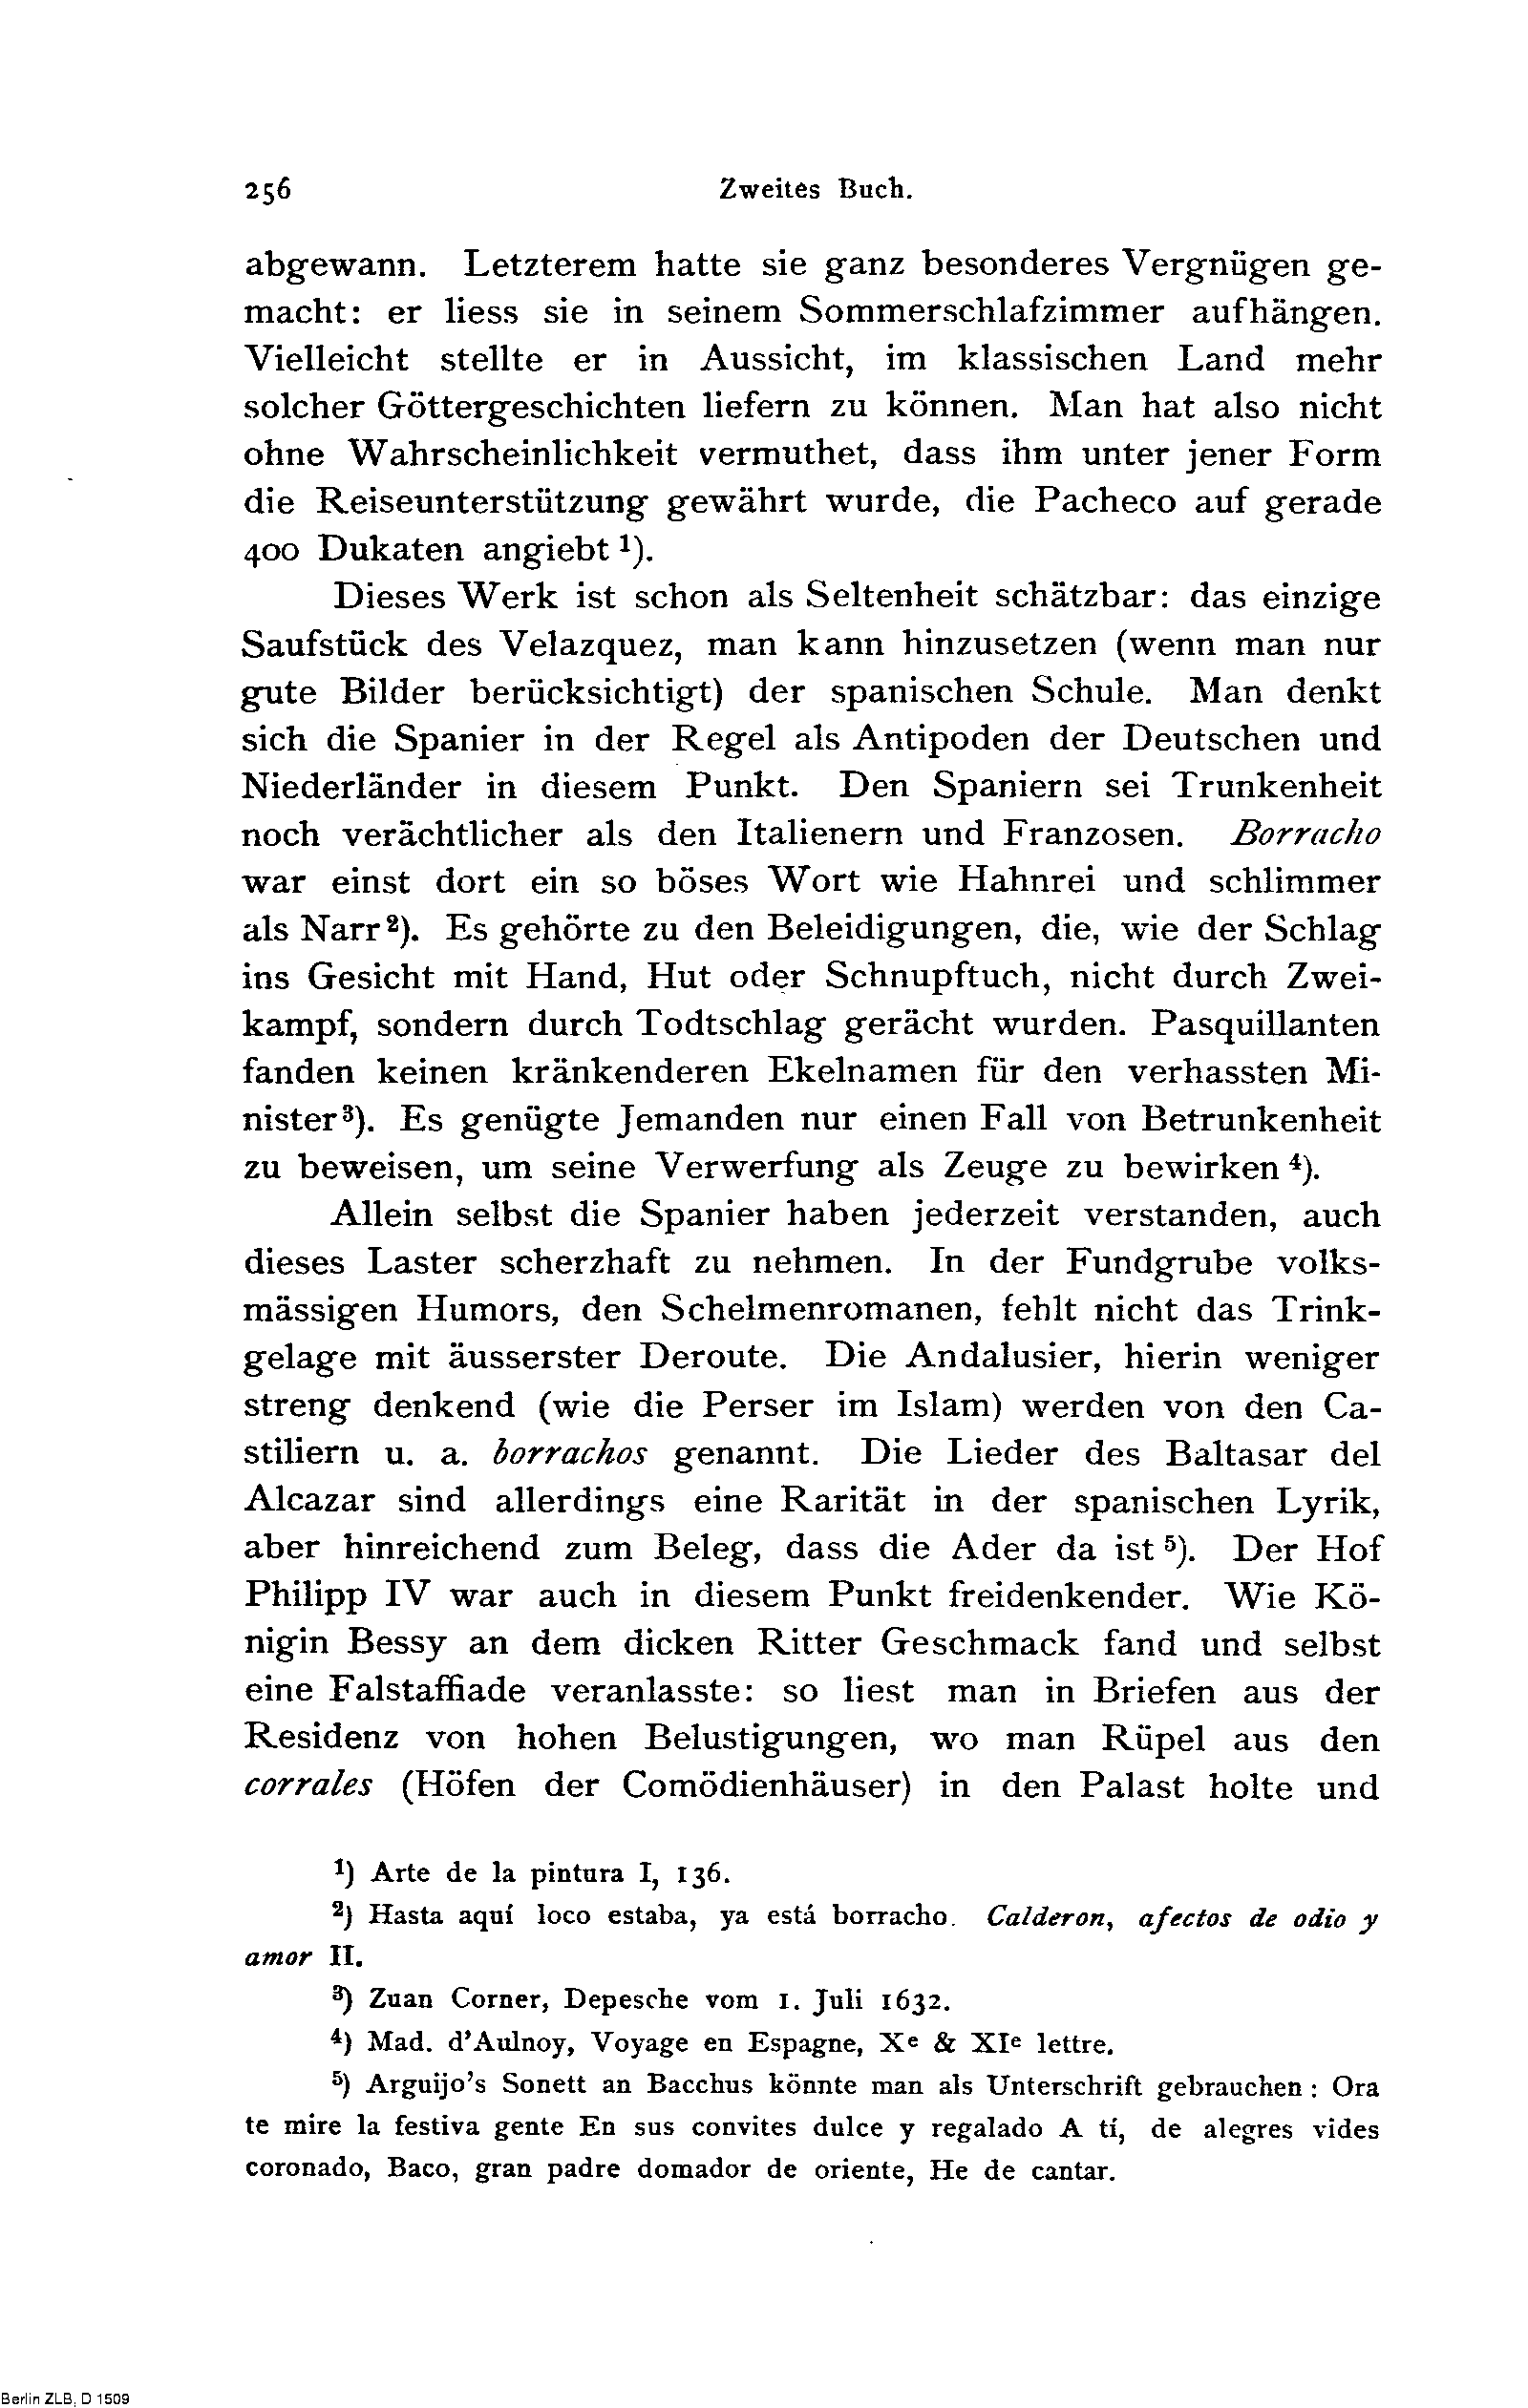 256 Zweites Buch.
abgewann. Letzterem hatte sie ganz besonderes Vergnügen ge-
macht: er liess sie in seinem Sommerschlafzimmer aufhängen.
Vielleicht stellte er in Aussicht, im klassischen Land mehr
solcher Göttergeschichten liefern zu können. Man hat also nicht
ohne Wahrscheinlichkeit vermuthet, dass ihm unter jener Form
die Reiseunterstützung gewährt wurde, die Pacheco auf gerade
400 Dukaten angiebt ¹).
Dieses Werk ist schon als Seltenheit schätzbar: das einzige
Saufstück des Velazquez, man kann hinzusetzen (wenn man nur
gute Bilder berücksichtigt) der spanischen Schule. Man denkt
sich die Spanier in der Regel als Antipoden der Deutschen und
Niederländer in diesem Punkt. Den Spaniern sei Trunkenheit
noch verächtlicher als den Italienern und Franzosen. Borracho
war einst dort ein so böses Wort wie Hahnrei und schlimmer
als Narr ²). Es gehörte zu den Beleidigungen, die, wie der Schlag
ins Gesicht mit Hand, Hut oder Schnupftuch, nicht durch Zwei-
kampf, sondern durch Todtschlag gerächt wurden. Pasquillanten
fanden keinen kränkenderen Ekelnamen für den verhassten Mi-
nister ³). Es genügte Jemanden nur einen Fall von Betrunkenheit
zu beweisen, um seine Verwerfung als Zeuge zu bewirken ⁴).
Allein selbst die Spanier haben jederzeit verstanden, auch
dieses Laster scherzhaft zu nehmen. In der Fundgrube volks-
mässigen Humors, den Schelmenromanen, fehlt nicht das Trink-
gelage mit äusserster Deroute. Die Andalusier, hierin weniger
streng denkend (wie die Perser im Islam) werden von den Ca-
stiliern u. a. borrachos genannt. Die Lieder des Baltasar del
Alcazar sind allerdings eine Rarität in der spanischen Lyrik,
aber hinreichend zum Beleg, dass die Ader da ist ⁵). Der Hof
Philipp IV war auch in diesem Punkt freidenkender. Wie Kö-
nigin Bessy an dem dicken Ritter Geschmack fand und selbst
eine Falstaffiade veranlasste: so liest man in Briefen aus der
Residenz von hohen Belustigungen, wo man Rüpel aus den
corrales (Höfen der Comödienhäuser) in den Palast holte und
¹) Arte de la pintura I, 136.
²) Hasta aquí loco estaba, ya está borracho. Calderon, afectos de odio y
amor II.
³) Zuan Corner, Depesche vom 1. Juli 1632.
⁴) Mad. d'Aulnoy, Voyage en Espagne, Xe & XIe lettre.
⁵) Arguijo's Sonett an Bacchus könnte man als Unterschrift gebrauchen: Ora
te mire la festiva gente En sus convites dulce y regalado A tí, de alegres vides
coronado, Baco, gran padre domador de oriente, He de cantar.
Berlin ZLB, D 1509